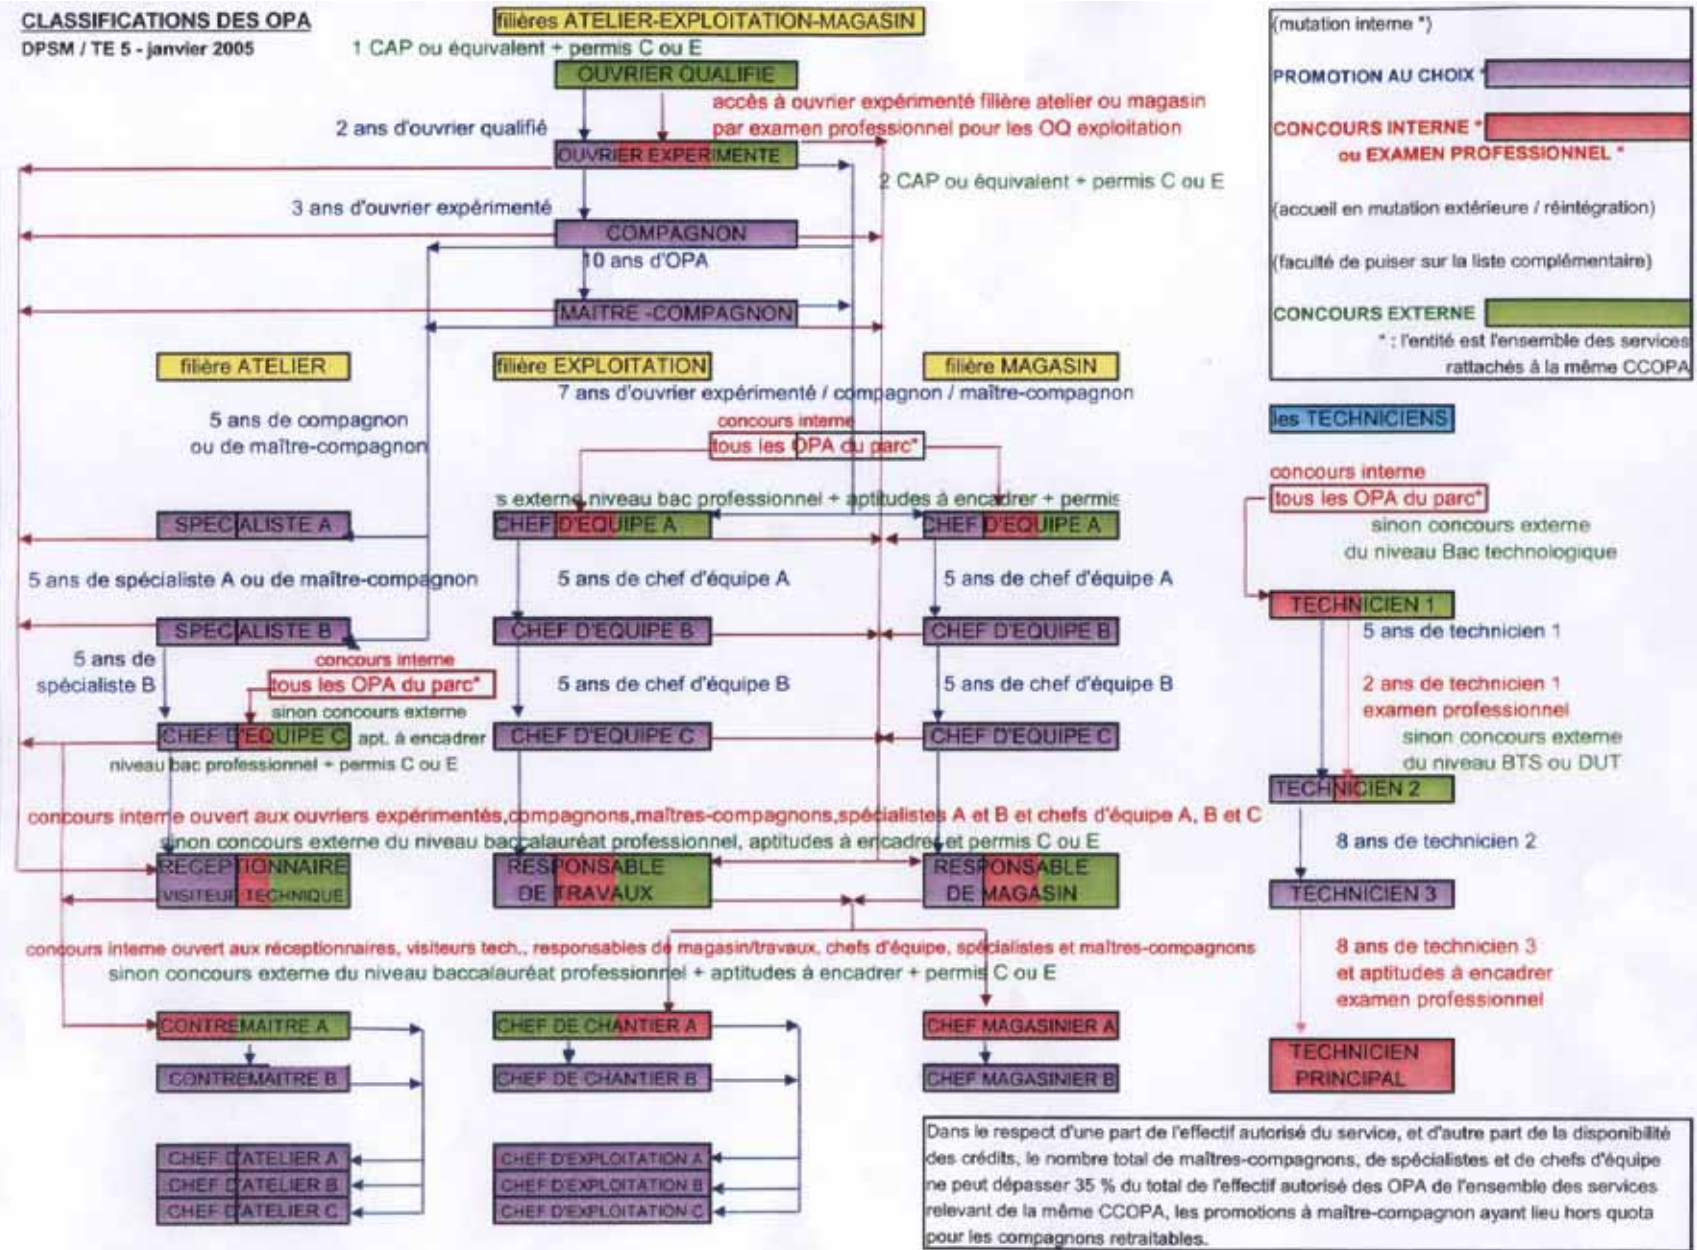 CLASSIFICATIONS DES OPA
DPSM / TE 5 - janvier 2005
filières ATELIER-EXPLOITATION-MAGASIN
1 CAP ou équivalent + permis C ou E
OUVRIER QUALIFIE
accès à ouvrier expérimenté filière atelier ou magasin
par examen professionnel pour les OQ exploitation
2 ans d'ouvrier qualifié
OUVRIER EXPERIMENTE
2 CAP ou équivalent + permis C ou E
3 ans d'ouvrier expérimenté
COMPAGNON
10 ans d'OPA
MAITRE -COMPAGNON
(mutation interne *)
PROMOTION AU CHOIX *
CONCOURS INTERNE *
ou EXAMEN PROFESSIONNEL *
(accueil en mutation extérieure / réintégration)
(faculté de puiser sur la liste complémentaire)
CONCOURS EXTERNE
* : l'entité est l'ensemble des services
rattachés à la même CCOPA
filière ATELIER
filière EXPLOITATION
filière MAGASIN
7 ans d'ouvrier expérimenté / compagnon / maître-compagnon
5 ans de compagnon
ou de maître-compagnon
concours interne
tous les OPA du parc*
s externe niveau bac professionnel + aptitudes à encadrer + permis
SPECIALISTE A
CHEF D'EQUIPE A
CHEF D'EQUIPE A
5 ans de spécialiste A ou de maître-compagnon
5 ans de chef d'équipe A
5 ans de chef d'équipe A
SPECIALISTE B
CHEF D'EQUIPE B
CHEF D'EQUIPE B
5 ans de
spécialiste B
concours interne
tous les OPA du parc*
sinon concours externe
5 ans de chef d'équipe B
5 ans de chef d'équipe B
CHEF D'EQUIPE C
apt. à encadrer
CHEF D'EQUIPE C
CHEF D'EQUIPE C
niveau bac professionnel + permis C ou E
les TECHNICIENS
concours interne
tous les OPA du parc*
sinon concours externe
du niveau Bac technologique
TECHNICIEN 1
5 ans de technicien 1
2 ans de technicien 1
examen professionnel
sinon concours externe
du niveau BTS ou DUT
TECHNICIEN 2
8 ans de technicien 2
TECHNICIEN 3
8 ans de technicien 3
et aptitudes à encadrer
examen professionnel
TECHNICIEN
PRINCIPAL
concours interne ouvert aux ouvriers expérimentés,compagnons,maîtres-compagnons,spécialistes A et B et chefs d'équipe A, B et C
sinon concours externe du niveau baccalauréat professionnel, aptitudes à encadrer et permis C ou E
RECEPTIONNAIRE
VISITEUR TECHNIQUE
RESPONSABLE
DE TRAVAUX
RESPONSABLE
DE MAGASIN
concours interne ouvert aux réceptionnaires, visiteurs tech., responsables de magasin/travaux, chefs d'équipe, spécialistes et maîtres-compagnons
sinon concours externe du niveau baccalauréat professionnel + aptitudes à encadrer + permis C ou E
CONTREMAITRE A
CHEF DE CHANTIER A
CHEF MAGASINIER A
CONTREMAITRE B
CHEF DE CHANTIER B
CHEF MAGASINIER B
CHEF D'ATELIER A
CHEF D'ATELIER B
CHEF D'ATELIER C
CHEF D'EXPLOITATION A
CHEF D'EXPLOITATION B
CHEF D'EXPLOITATION C
Dans le respect d'une part de l'effectif autorisé du service, et d'autre part de la disponibilité
des crédits, le nombre total de maîtres-compagnons, de spécialistes et de chefs d'équipe
ne peut dépasser 35 % du total de l'effectif autorisé des OPA de l'ensemble des services
relevant de la même CCOPA, les promotions à maître-compagnon ayant lieu hors quota
pour les compagnons retraitables.